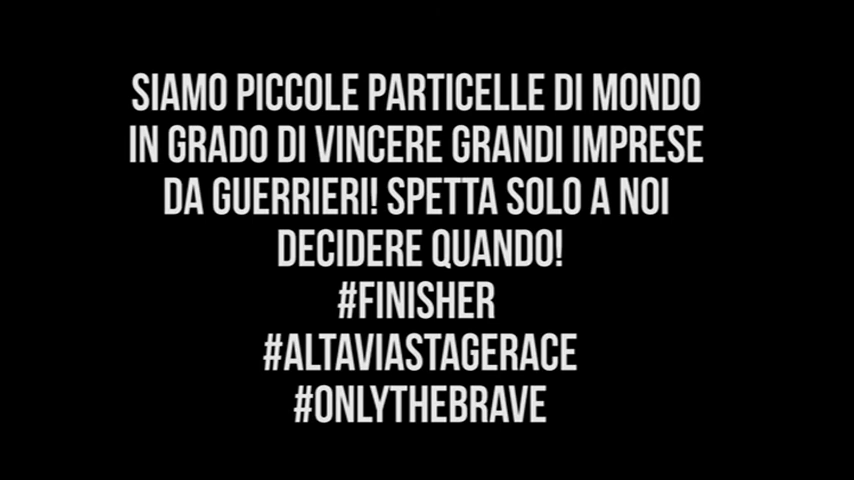 SIAMO PICCOLE PARTICELLE DI MONDO
IN GRADO DI VINCERE GRANDI IMPRESE
DA GUERRIERI! SPETTA SOLO A NOI
DECIDERE QUANDO!
#FINISHER
#ALTAVIASTAGERACE
#ONLYTHEBRAVE